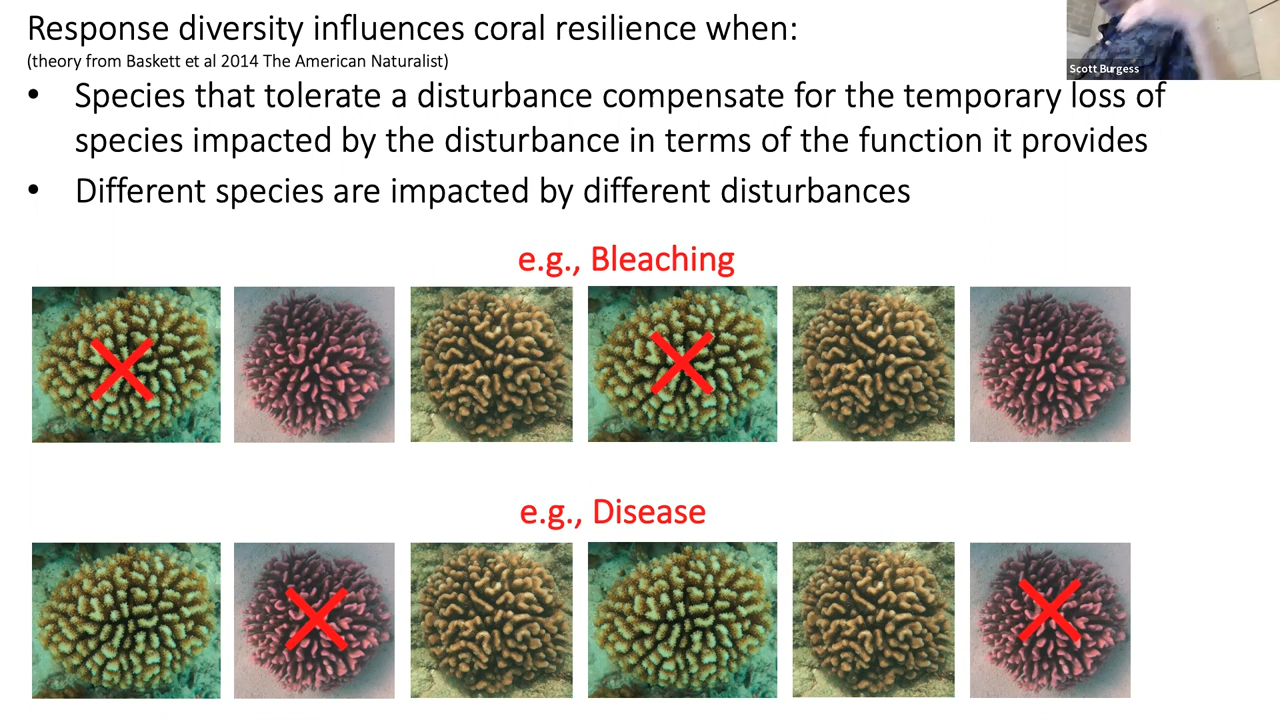 Response diversity influences coral resilience when:
(theory from Baskett et al 2014 The American Naturalist)
Scott Burgess
• Species that tolerate a disturbance compensate for the temporary loss of
species impacted by the disturbance in terms of the function it provides
• Different species are impacted by different disturbances
e.g., Bleaching
e.g., Disease